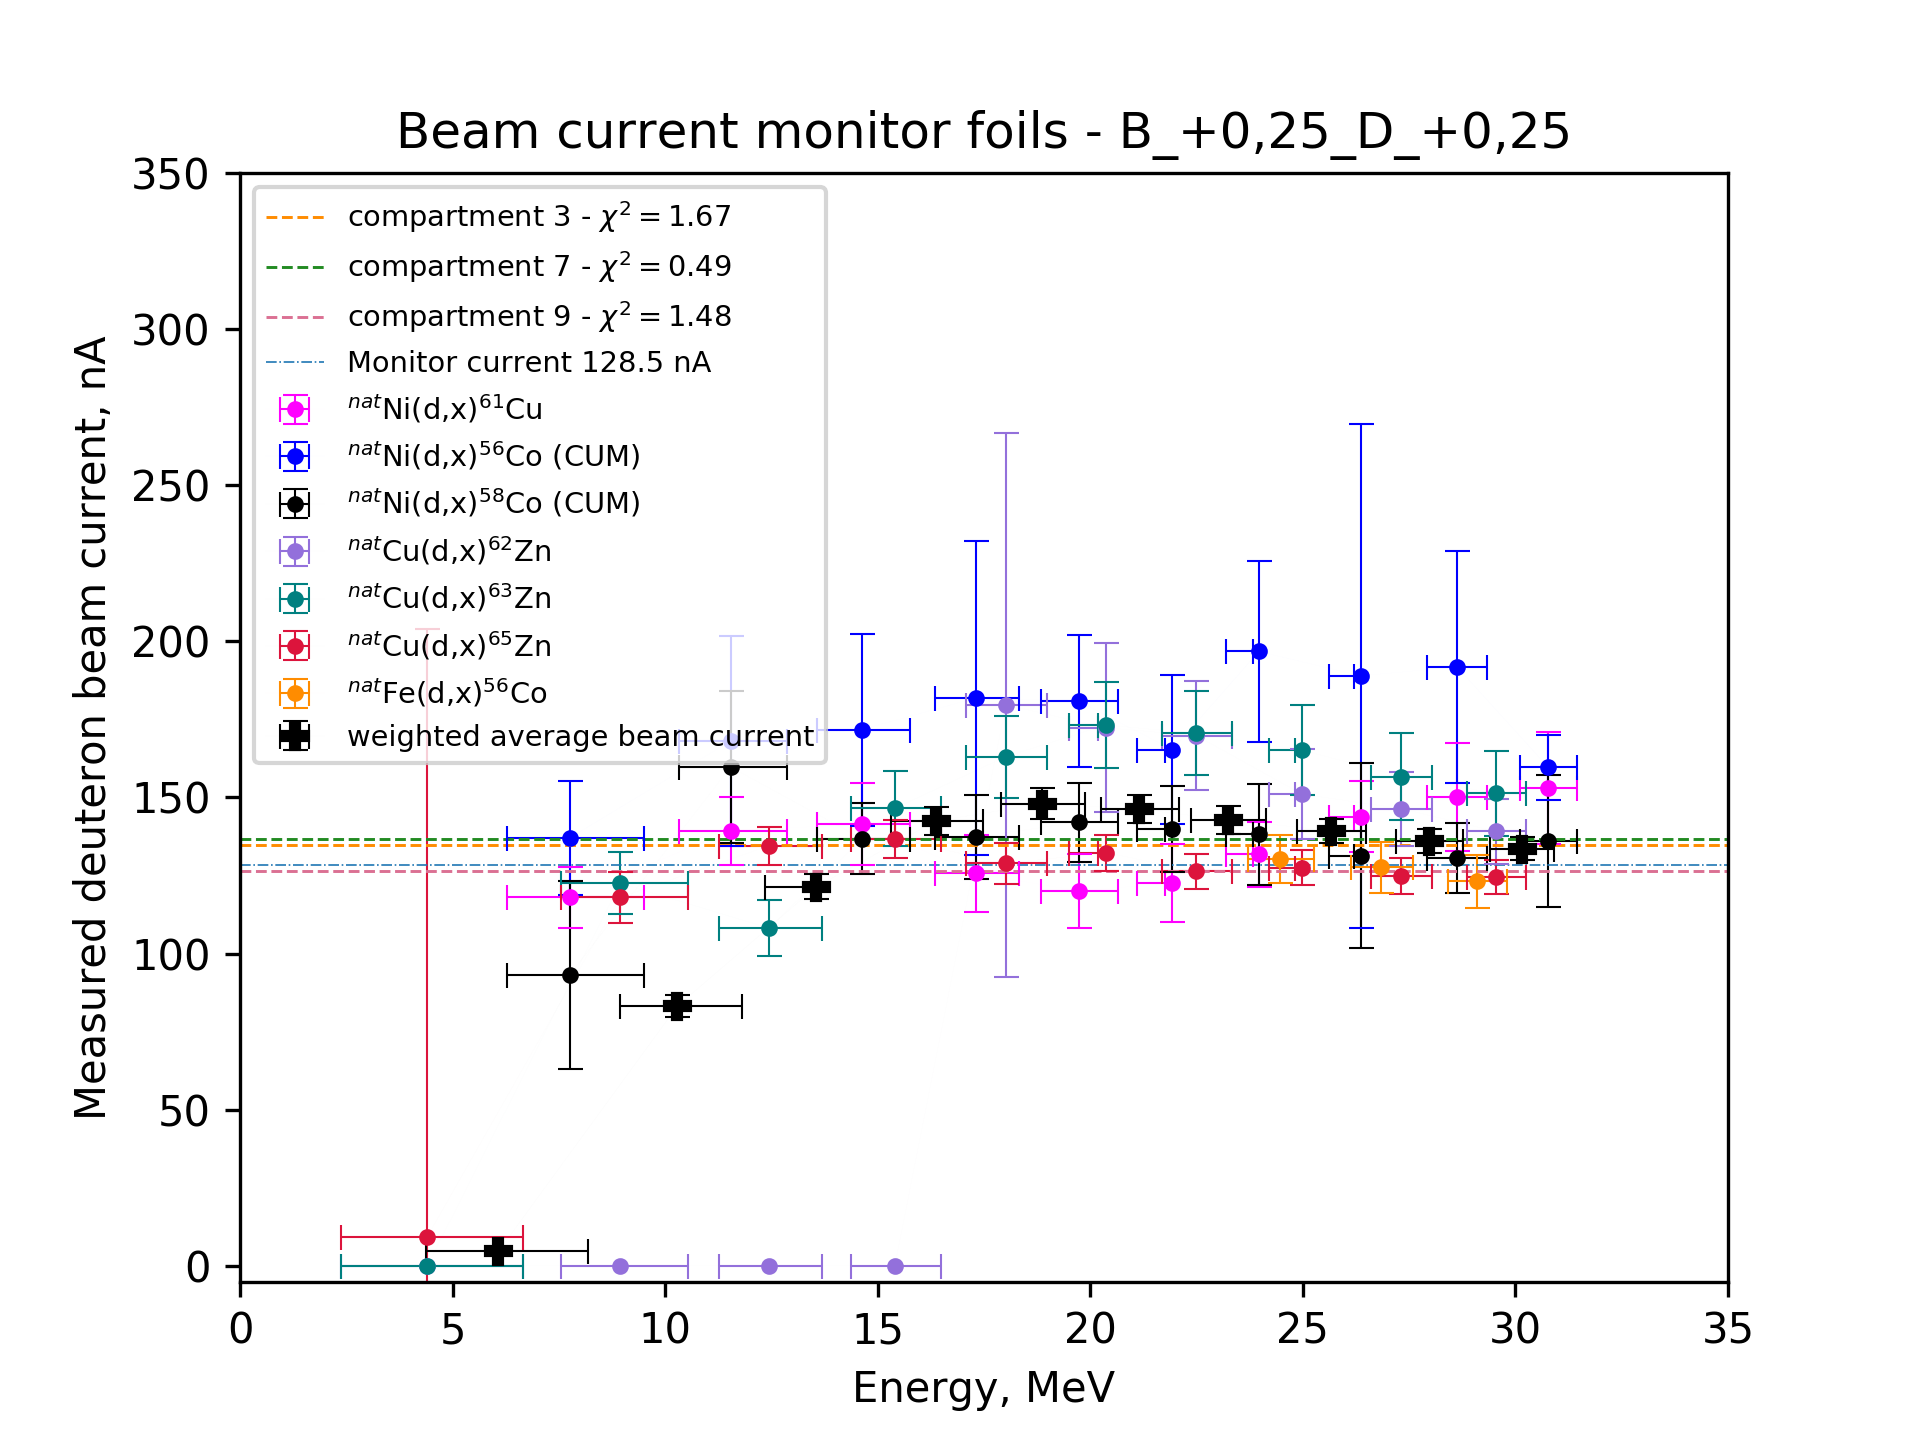 Beam current monitor foils - B_+0,25_D_+0,25
Measured deuteron beam current, nA
350
300
250
200
150
100
50
0
compartment 3 - χ² = 1.67
compartment 7 - χ² = 0.49
compartment 9 - χ² = 1.48
Monitor current 128.5 nA
ⁿᵃᵗNi(d,x)⁶¹Cu
ⁿᵃᵗNi(d,x)⁵⁶Co (CUM)
ⁿᵃᵗNi(d,x)⁵⁸Co (CUM)
ⁿᵃᵗCu(d,x)⁶²Zn
ⁿᵃᵗCu(d,x)⁶³Zn
ⁿᵃᵗCu(d,x)⁶⁵Zn
ⁿᵃᵗFe(d,x)⁵⁶Co
weighted average beam current
0 5 10 15 20 25 30 35
Energy, MeV